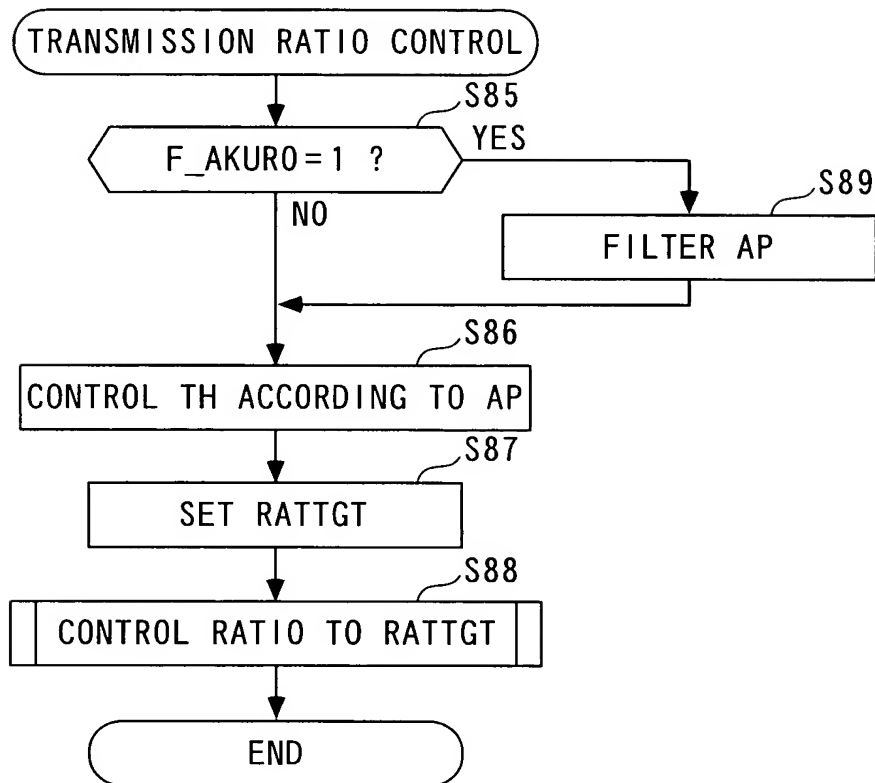 TRANSMISSION RATIO CONTROL
S85
F_AKURO=1 ?
YES
NO
S89
FILTER AP
S86
CONTROL TH ACCORDING TO AP
S87
SET RATTGT
S88
CONTROL RATIO TO RATTGT
END